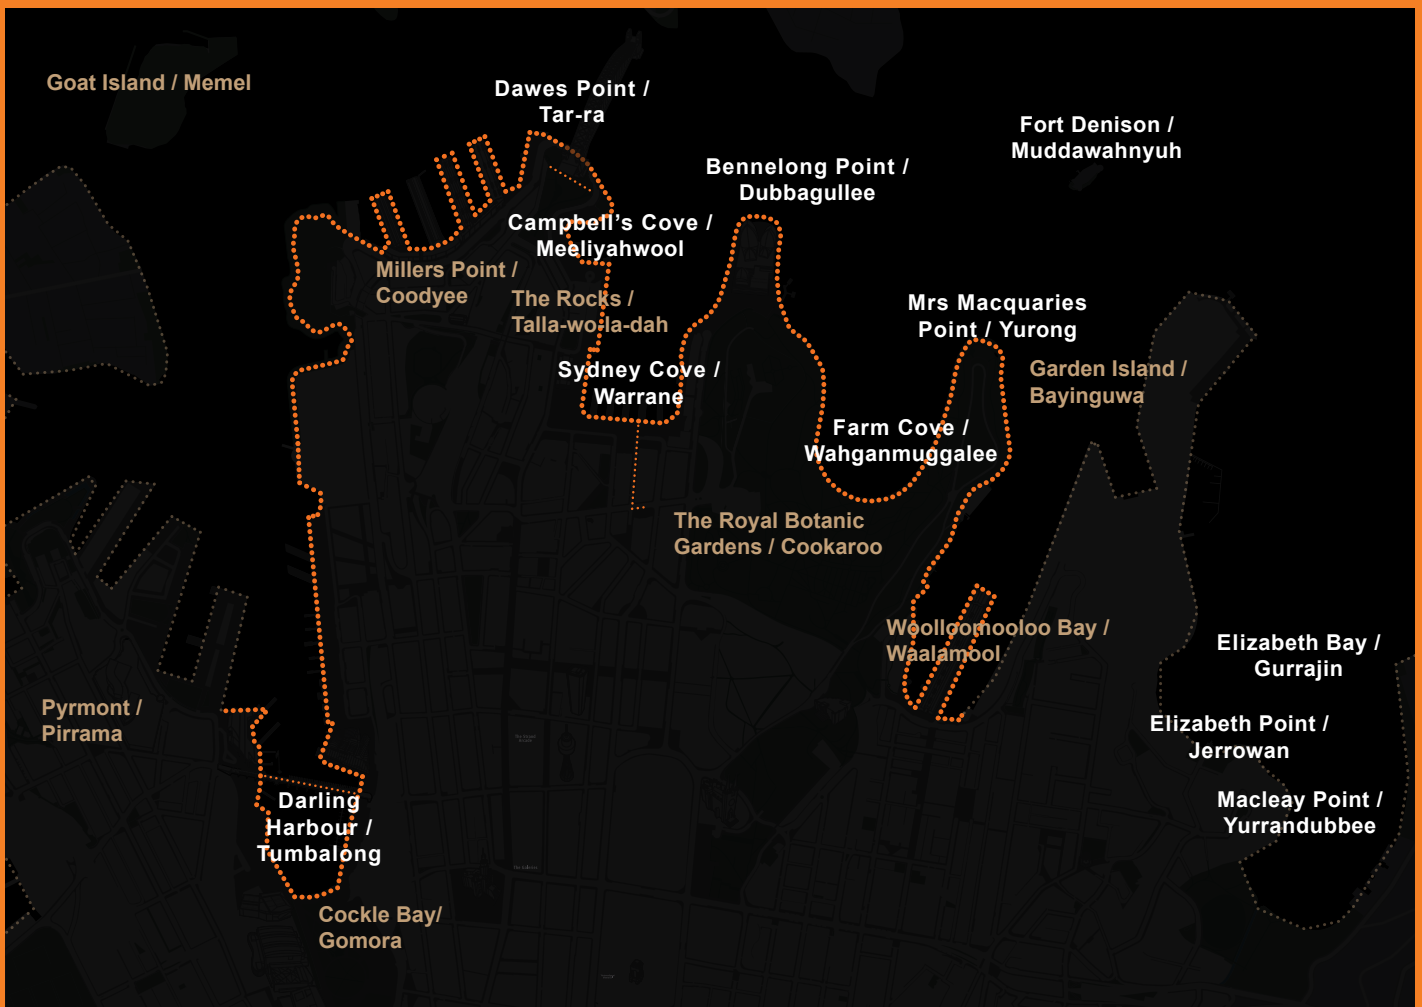 Goat Island / Memel
Dawes Point /
Tar-ra
Fort Denison /
Muddawahnyuh
Bennelong Point /
Dubbagullee
Campbell's Cove /
Meeliyahwool
Millers Point /
Coodyee
The Rocks /
Talla-wo-la-dah
Mrs Macquaries
Point / Yurong
Sydney Cove /
Warrane
Garden Island /
Bayinguwa
Farm Cove /
Wahganmuggalee
The Royal Botanic
Gardens / Cookaroo
Woolloomooloo Bay /
Waalamool
Elizabeth Bay /
Gurrajin
Pyrmont /
Pirrama
Elizabeth Point /
Jerrowan
Darling
Harbour /
Tumbalong
Macleay Point /
Yurrandubbee
Cockle Bay/
Gomora